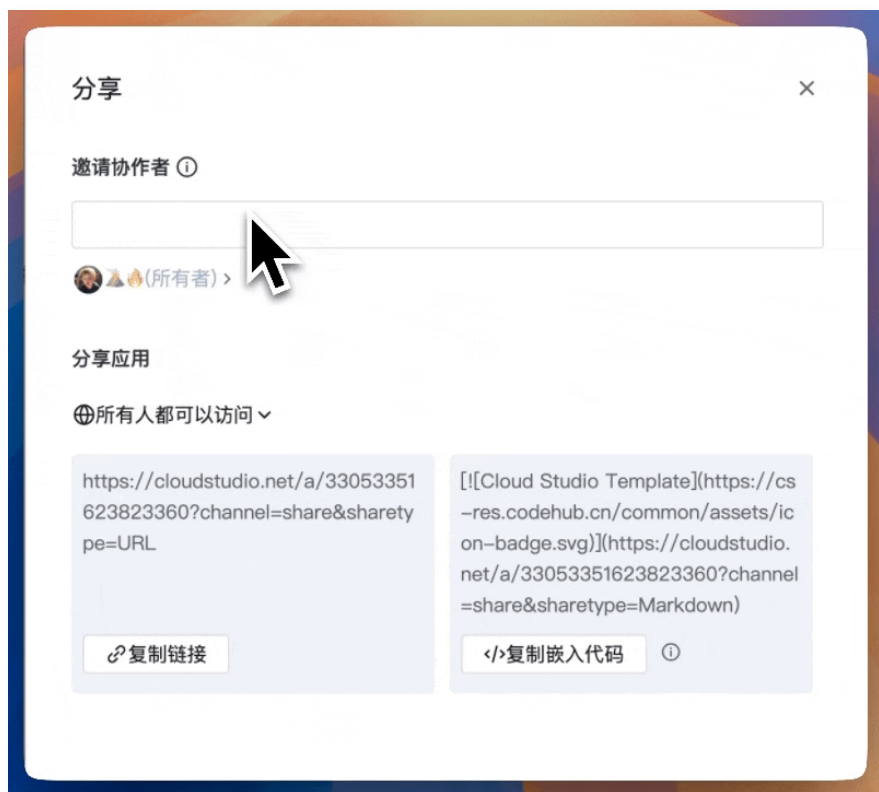 分享
邀请协作者
(所有者)
分享应用
所有人都可以访问
https://cloudstudio.net/a/33053351
623823360?channel=share&sharety
pe=URL
复制链接
[![Cloud Studio Template](https://cs
-res.codehub.cn/common/assets/ic
on-badge.svg)](https://cloudstudio.
net/a/33053351623823360?channel
=share&sharetype=Markdown)
</>复制嵌入代码